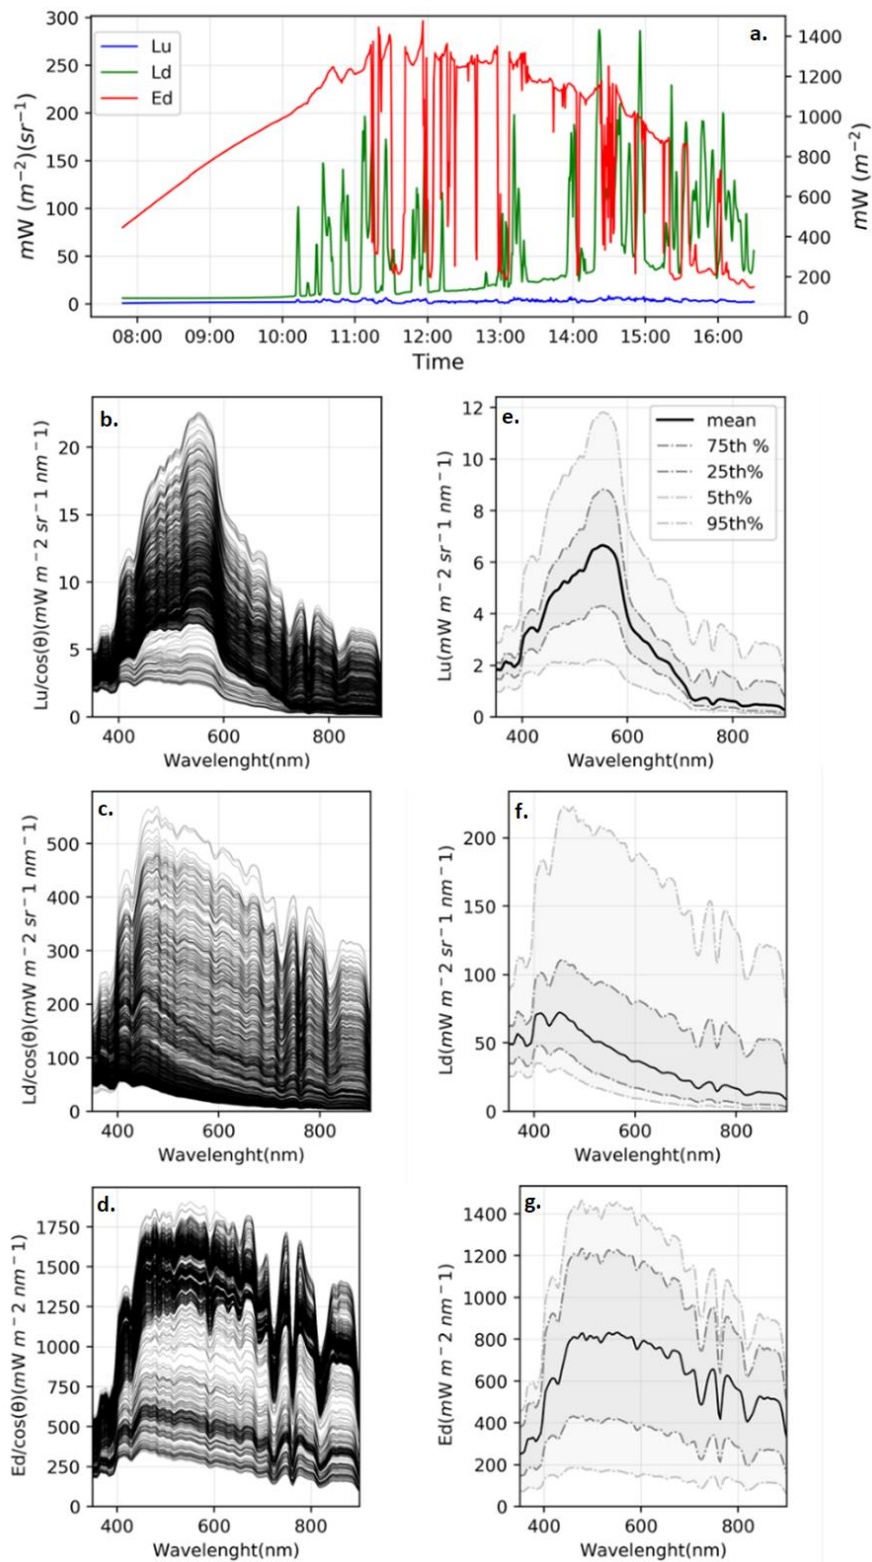 a.
Lu
Ld
Ed
mW (m⁻²)(sr⁻¹)
300
250
200
150
100
50
0
1400
1200
1000
800
600
400
200
0
mW (m⁻²)
08:00 09:00 10:00 11:00 12:00 13:00 14:00 15:00 16:00
Time
b.
Lu/cos(θ)(mW m−2 sr−1 nm−1)
20
15
10
5
0
400 600 800
Wavelenght(nm)
e.
mean
75th %
25th%
5th%
95th%
Lu(mW m−2 sr−1 nm−1)
12
10
8
6
4
2
0
400 600 800
Wavelenght(nm)
c.
Ld/cos(θ)(mW m−2 sr−1 nm−1)
500
400
300
200
100
0
400 600 800
Wavelenght(nm)
f.
Ld(mW m−2 sr−1 nm−1)
200
150
100
50
0
400 600 800
Wavelenght(nm)
d.
Ed/cos(θ)(mW m−2 nm−1)
1750
1500
1250
1000
750
500
250
0
400 600 800
Wavelenght(nm)
g.
Ed(mW m−2 nm−1)
1400
1200
1000
800
600
400
200
0
400 600 800
Wavelenght(nm)